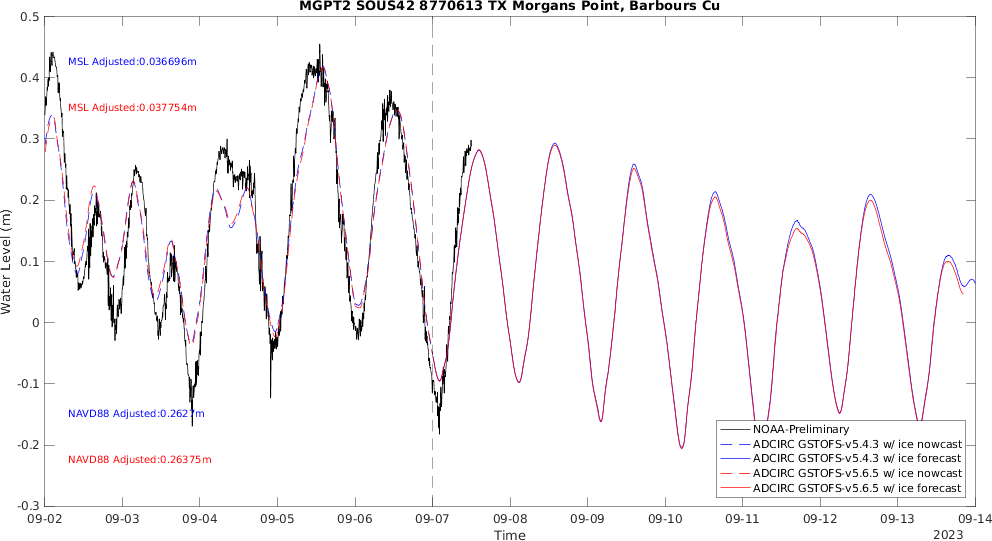 MGPT2 SOUS42 8770613 TX Morgans Point, Barbours Cu
0.5
0.4
0.3
0.2
0.1
0
-0.1
-0.2
-0.3
Water Level (m)
MSL Adjusted:0.036696m
MSL Adjusted:0.037754m
NAVD88 Adjusted:0.2627m
NAVD88 Adjusted:0.26375m
NOAA-Preliminary
ADCIRC GSTOFS-v5.4.3 w/ ice nowcast
ADCIRC GSTOFS-v5.4.3 w/ ice forecast
ADCIRC GSTOFS-v5.6.5 w/ ice nowcast
ADCIRC GSTOFS-v5.6.5 w/ ice forecast
09-02 09-03 09-04 09-05 09-06 09-07 09-08 09-09 09-10 09-11 09-12 09-13 09-14
Time
2023